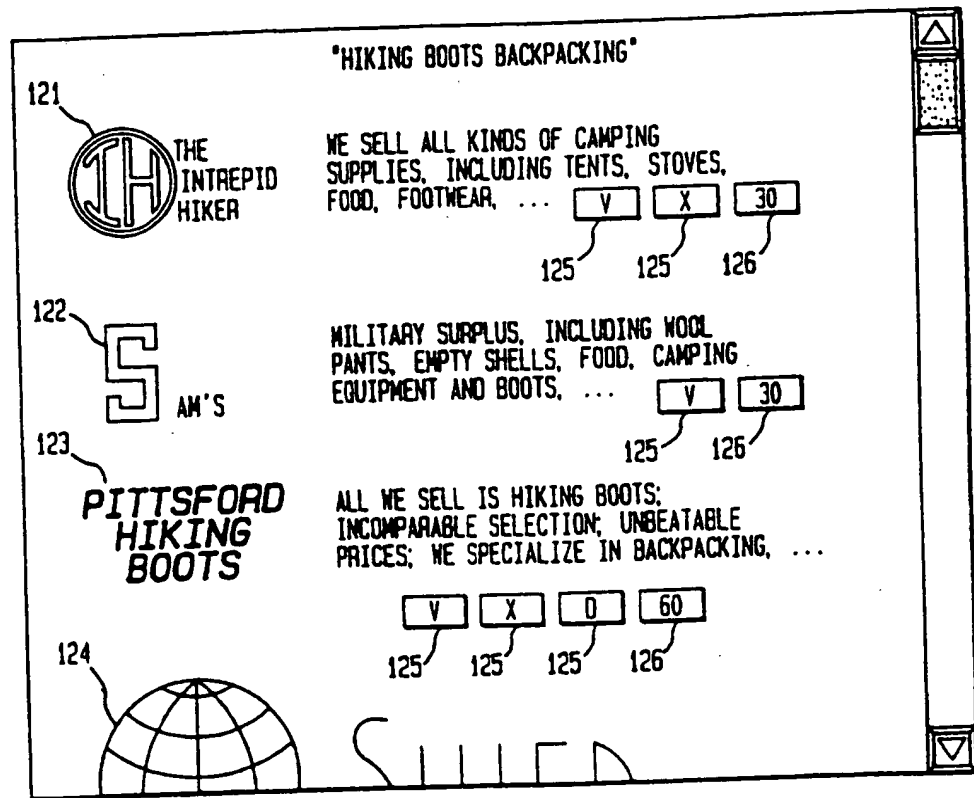 "HIKING BOOTS BACKPACKING"
121
IH THE
INTREPID
HIKER
WE SELL ALL KINDS OF CAMPING
SUPPLIES, INCLUDING TENTS, STOVES,
FOOD, FOOTWEAR, ... V X 30
125 125 126
122
S AM'S
MILITARY SURPLUS, INCLUDING WOOL
PANTS, EMPTY SHELLS, FOOD, CAMPING
EQUIPMENT AND BOOTS, ... V 30
125 126
123
PITTSFORD
HIKING
BOOTS
ALL WE SELL IS HIKING BOOTS;
INCOMPARABLE SELECTION; UNBEATABLE
PRICES; WE SPECIALIZE IN BACKPACKING, ...
V X D 60
125 125 125 126
124